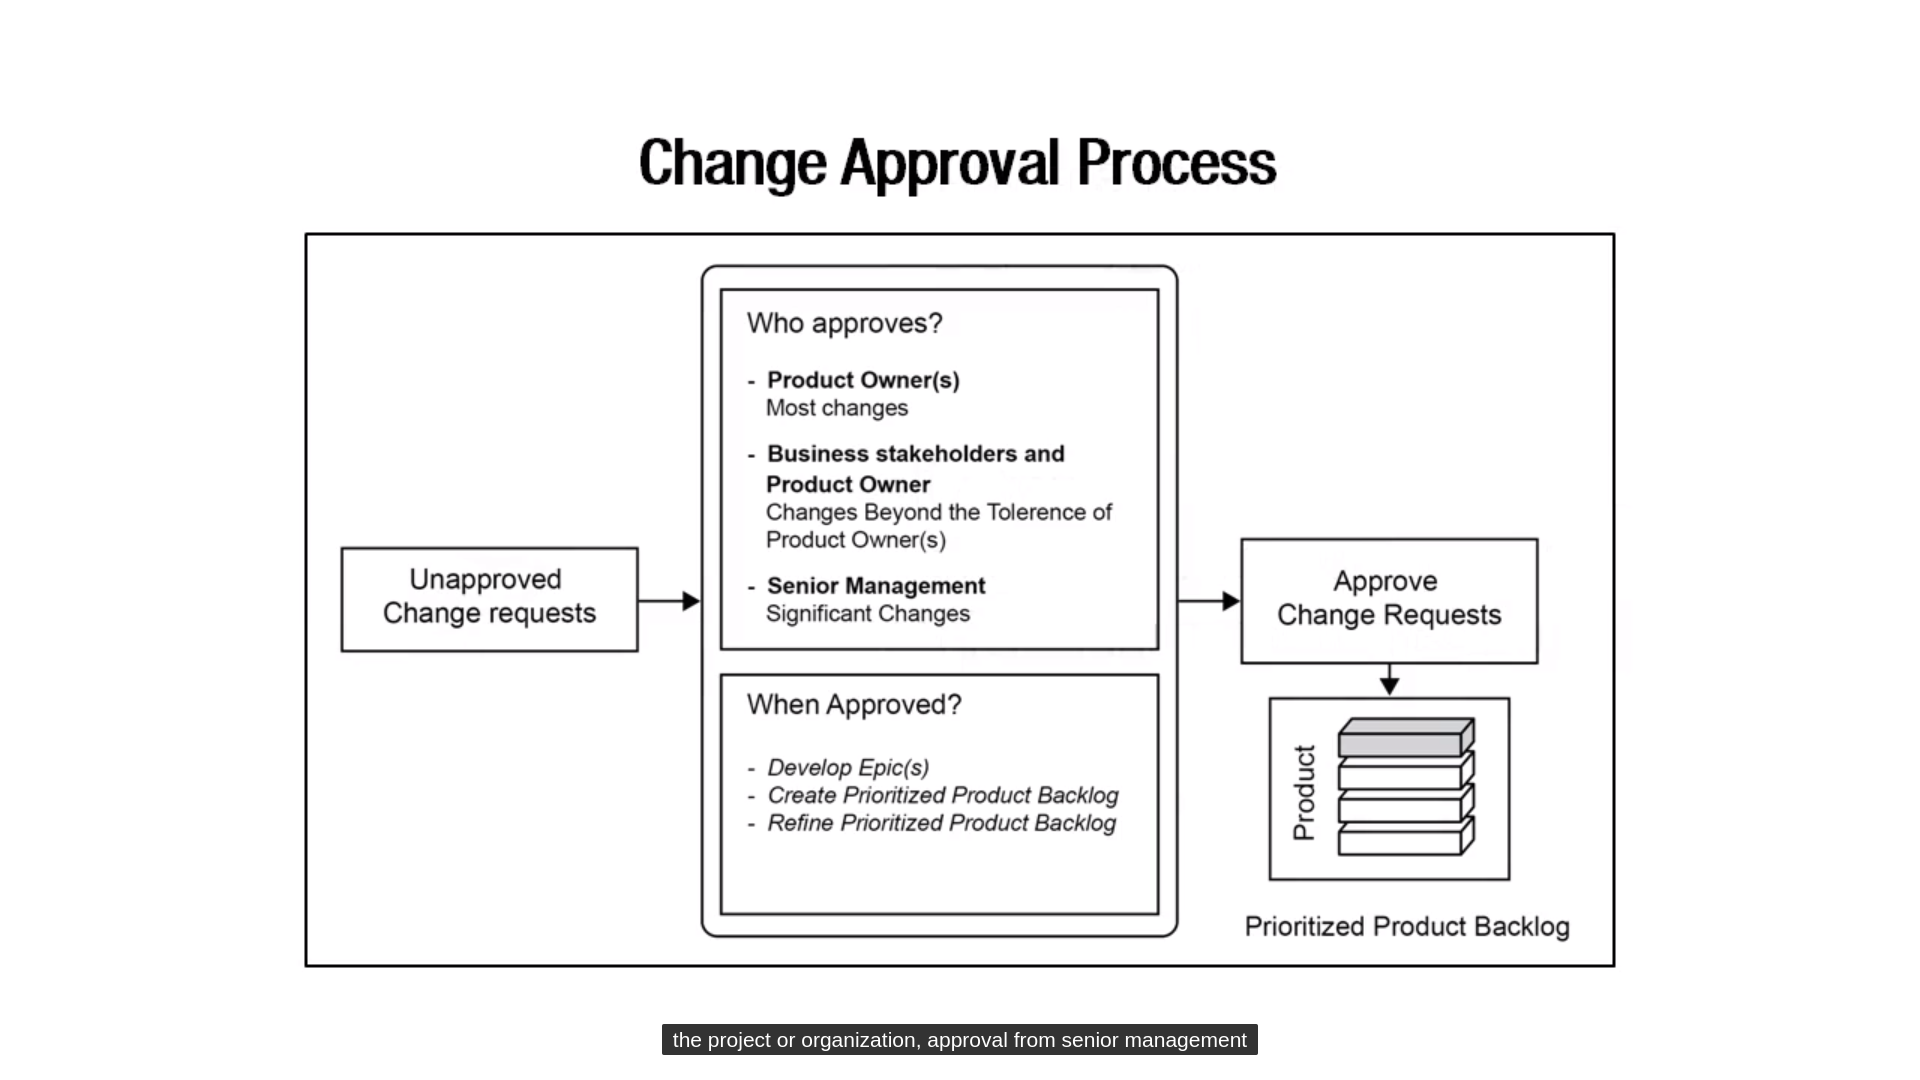 Change Approval Process
Who approves?
- Product Owner(s)
Most changes
- Business stakeholders and
Product Owner
Changes Beyond the Tolerence of
Product Owner(s)
- Senior Management
Significant Changes
Unapproved
Change requests
Approve
Change Requests
When Approved?
- Develop Epic(s)
- Create Prioritized Product Backlog
- Refine Prioritized Product Backlog
Product
Prioritized Product Backlog
the project or organization, approval from senior management